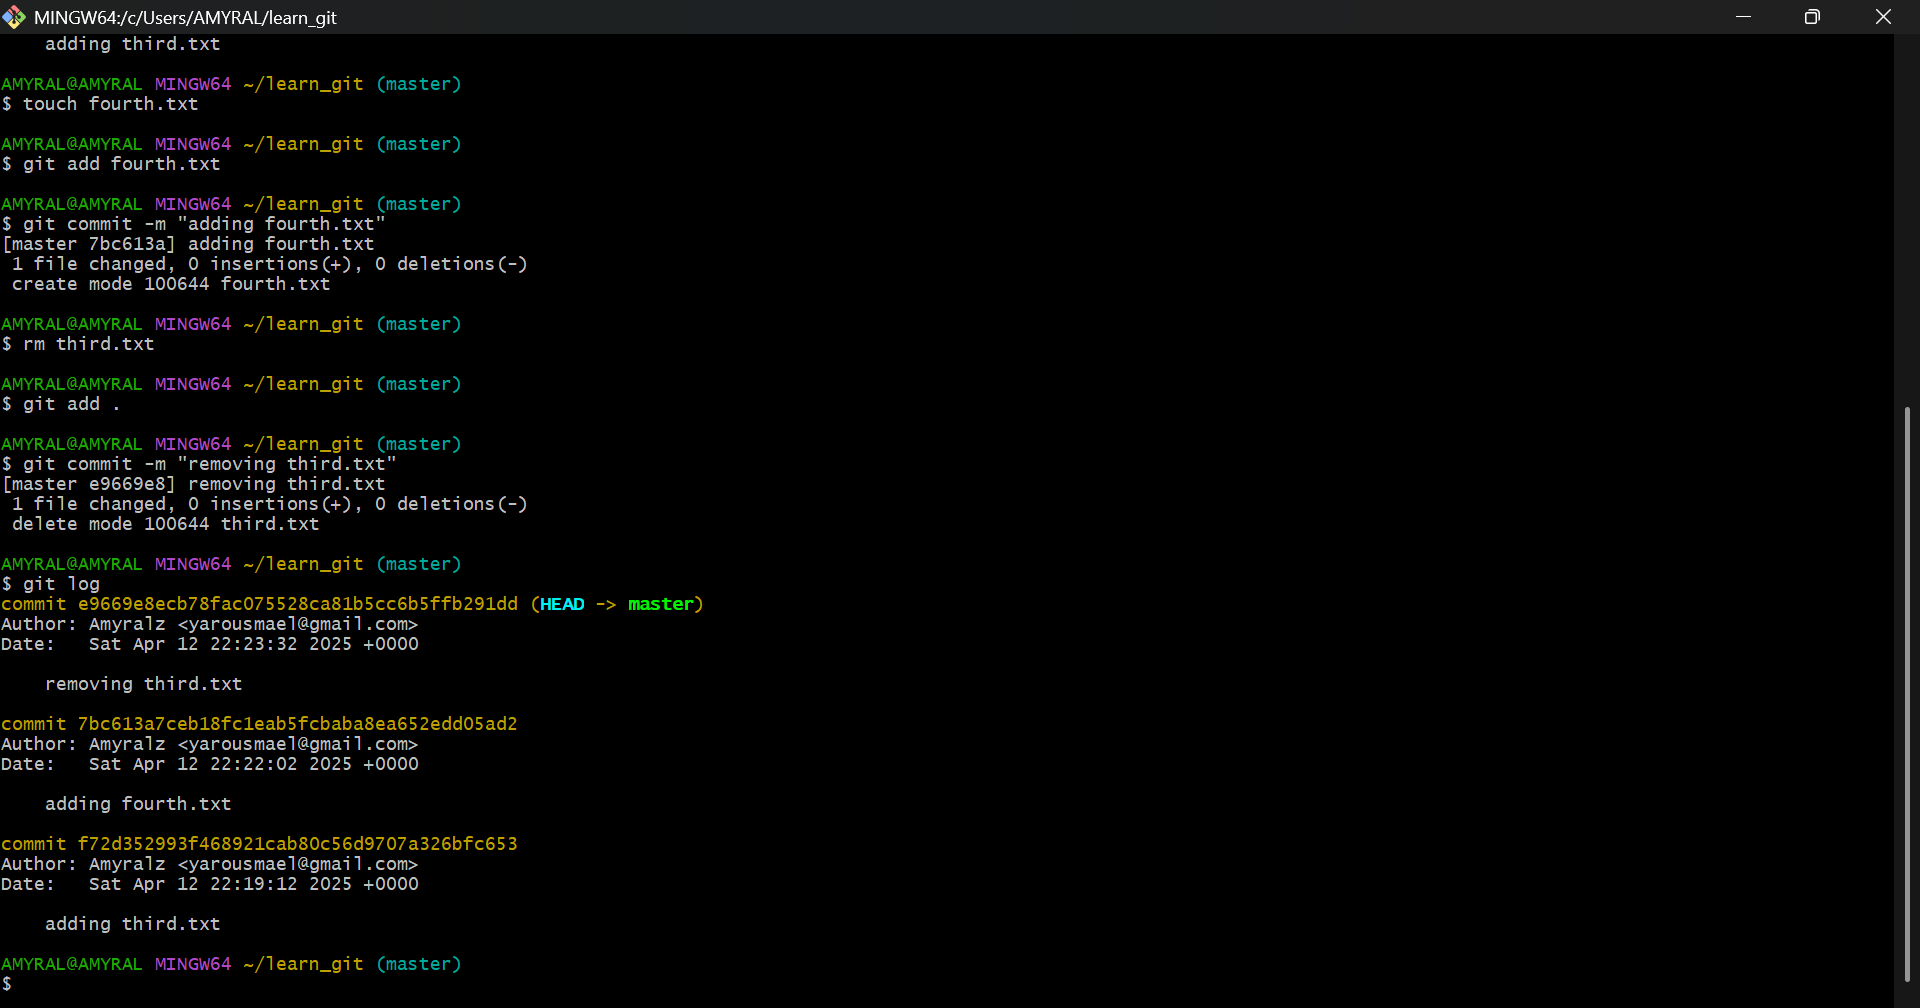 MINGW64:/c/Users/AMYRAL/learn_git
    adding third.txt
AMYRAL@AMYRAL MINGW64 ~/learn_git (master)
$ touch fourth.txt
AMYRAL@AMYRAL MINGW64 ~/learn_git (master)
$ git add fourth.txt
AMYRAL@AMYRAL MINGW64 ~/learn_git (master)
$ git commit -m "adding fourth.txt"
[master 7bc613a] adding fourth.txt
 1 file changed, 0 insertions(+), 0 deletions(-)
 create mode 100644 fourth.txt
AMYRAL@AMYRAL MINGW64 ~/learn_git (master)
$ rm third.txt
AMYRAL@AMYRAL MINGW64 ~/learn_git (master)
$ git add .
AMYRAL@AMYRAL MINGW64 ~/learn_git (master)
$ git commit -m "removing third.txt"
[master e9669e8] removing third.txt
 1 file changed, 0 insertions(+), 0 deletions(-)
 delete mode 100644 third.txt
AMYRAL@AMYRAL MINGW64 ~/learn_git (master)
$ git log
commit e9669e8ecb78fac075528ca81b5cc6b5ffb291dd (HEAD -> master)
Author: Amyralz <yarousmael@gmail.com>
Date:   Sat Apr 12 22:23:32 2025 +0000
    removing third.txt
commit 7bc613a7ceb18fc1eab5fcbaba8ea652edd05ad2
Author: Amyralz <yarousmael@gmail.com>
Date:   Sat Apr 12 22:22:02 2025 +0000
    adding fourth.txt
commit f72d352993f468921cab80c56d9707a326bfc653
Author: Amyralz <yarousmael@gmail.com>
Date:   Sat Apr 12 22:19:12 2025 +0000
    adding third.txt
AMYRAL@AMYRAL MINGW64 ~/learn_git (master)
$